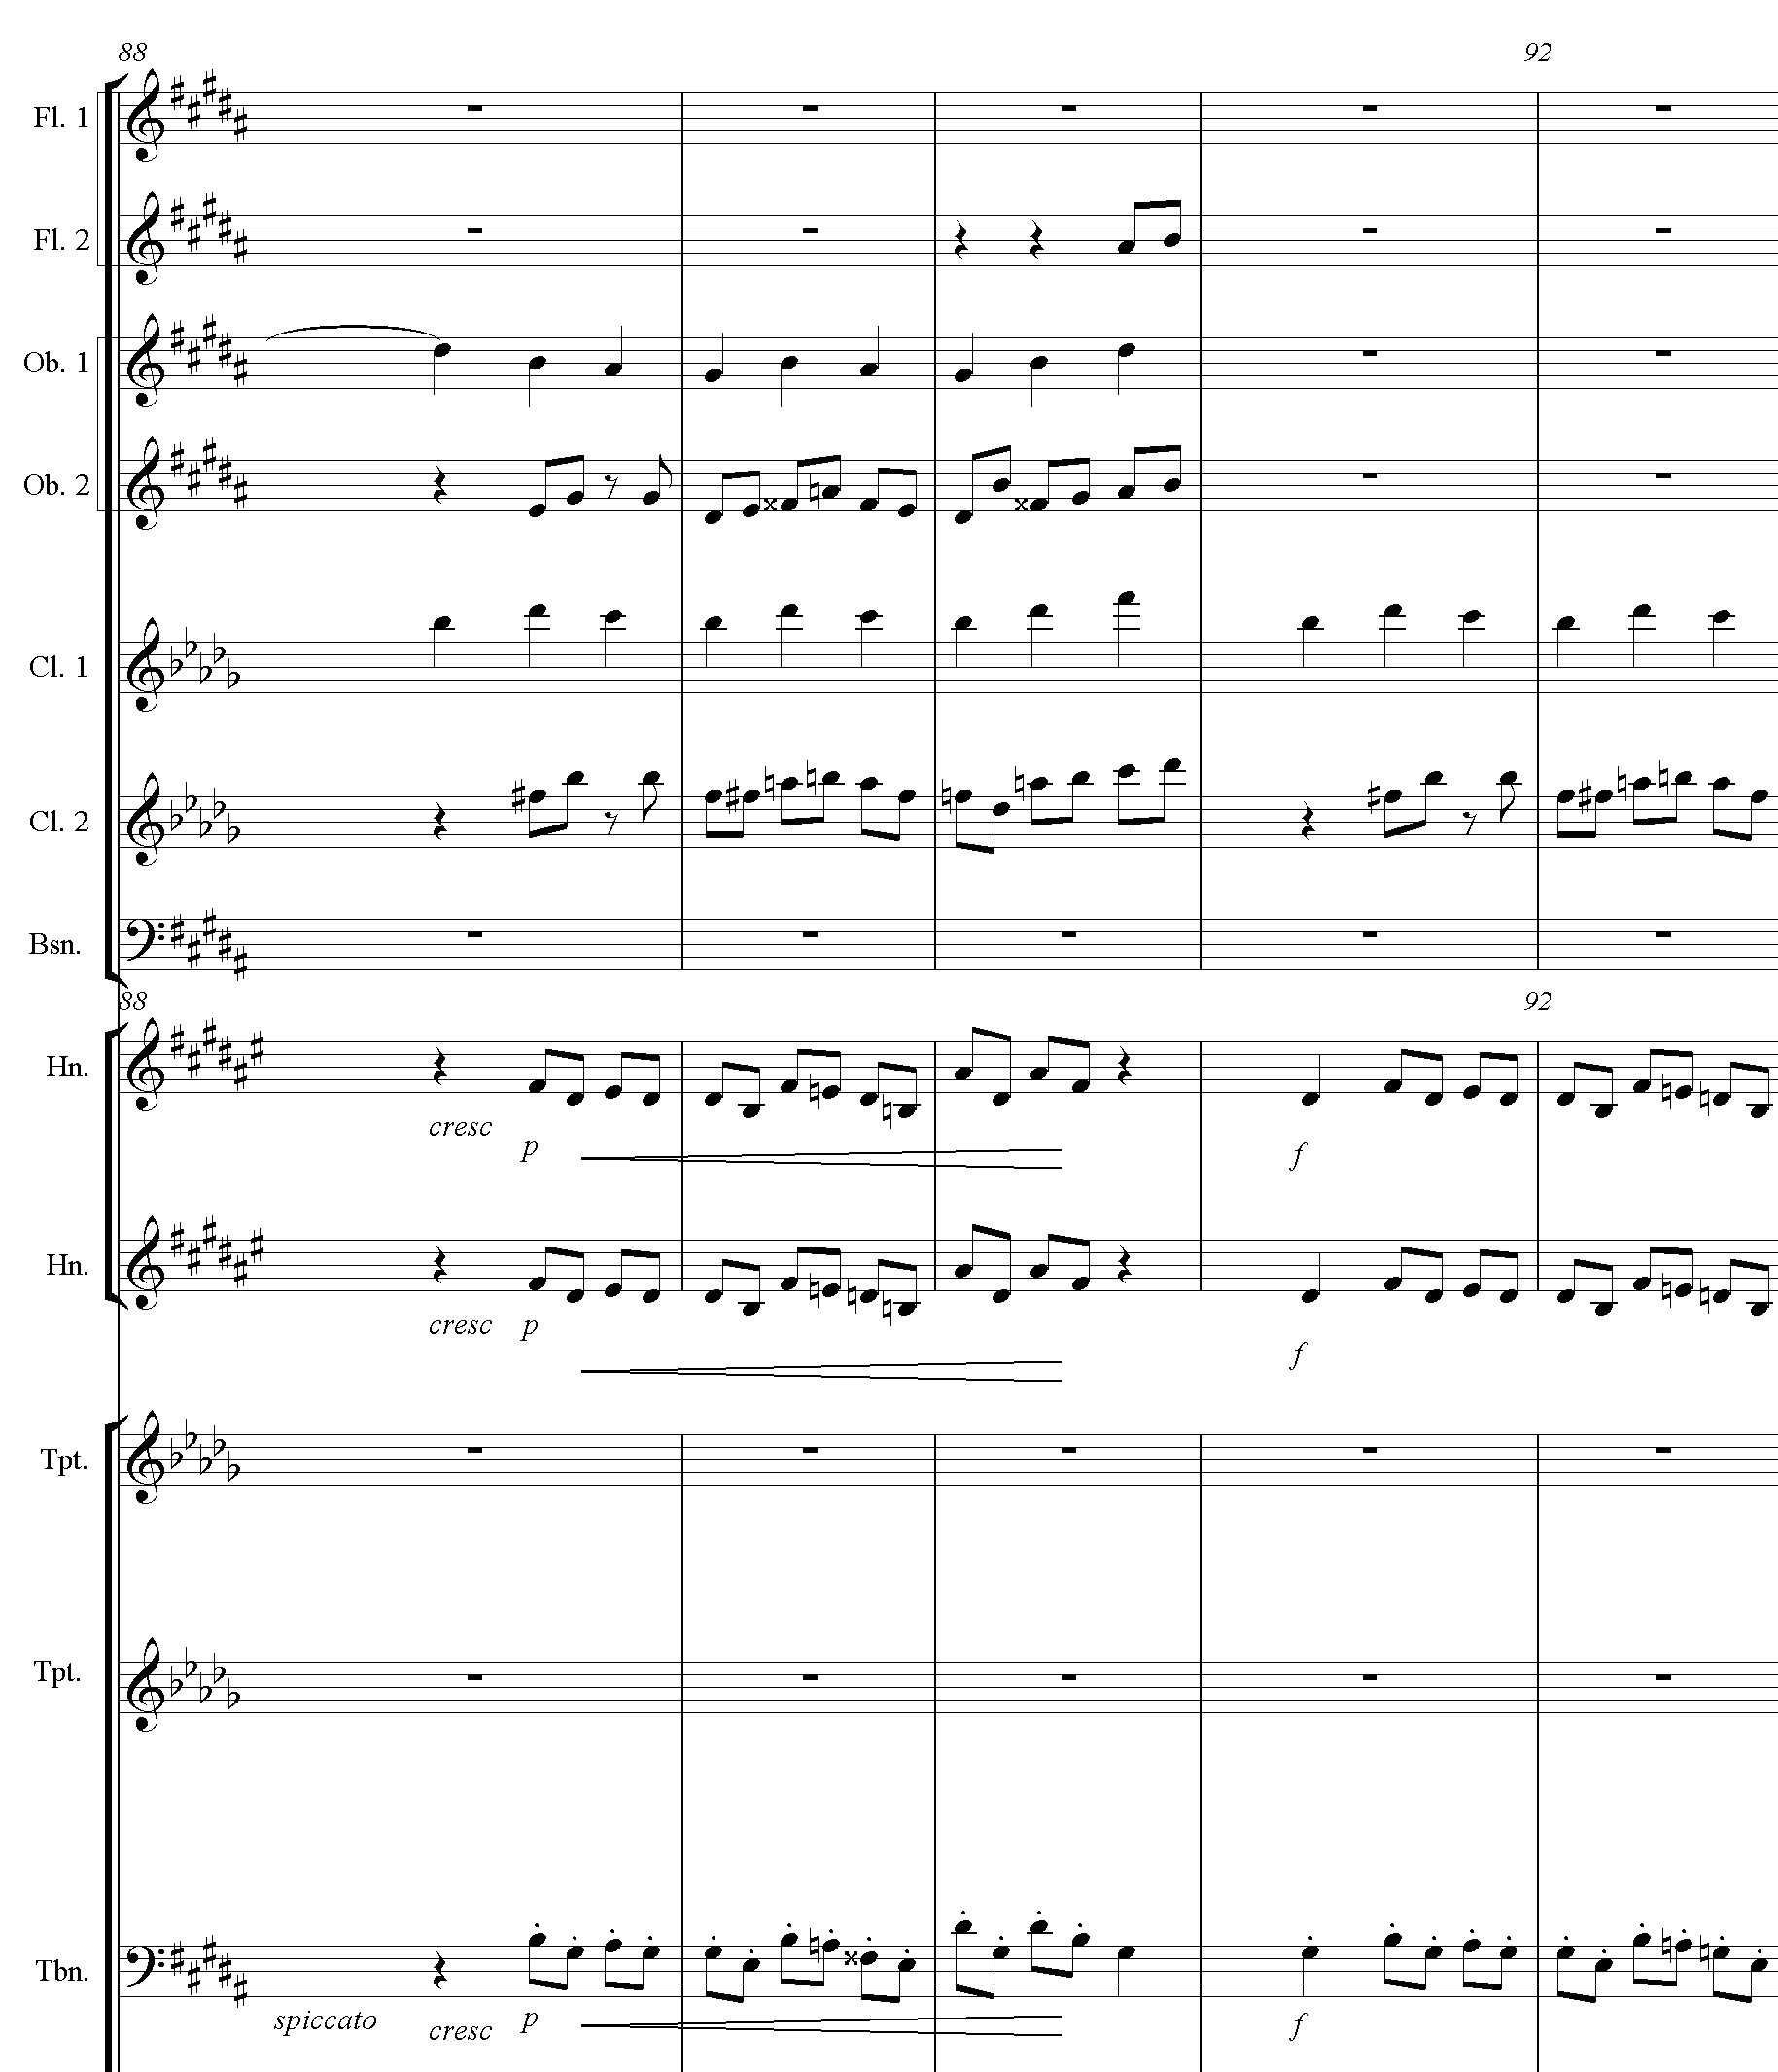 88 92
Fl. 1
Fl. 2
Ob. 1
Ob. 2
Cl. 1
Cl. 2
Bsn.
88 92
Hn.
cresc p f
Hn.
cresc p f
Tpt.
Tpt.
Tbn.
spiccato cresc p f